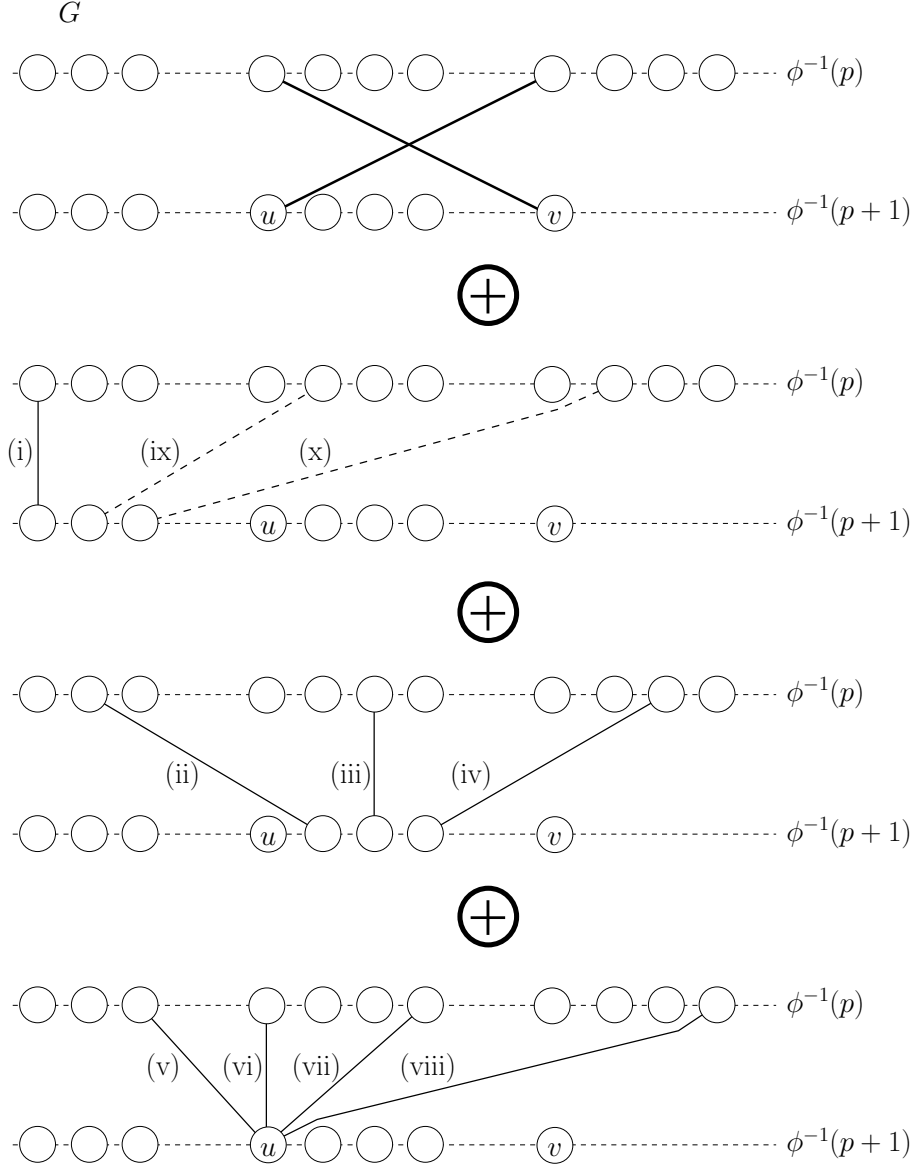 G
ϕ⁻¹(p)
u v ϕ⁻¹(p + 1)
ϕ⁻¹(p)
(i) (ix) (x)
u v ϕ⁻¹(p + 1)
ϕ⁻¹(p)
(ii) (iii) (iv)
u v ϕ⁻¹(p + 1)
ϕ⁻¹(p)
(v) (vi) (vii) (viii)
u v ϕ⁻¹(p + 1)